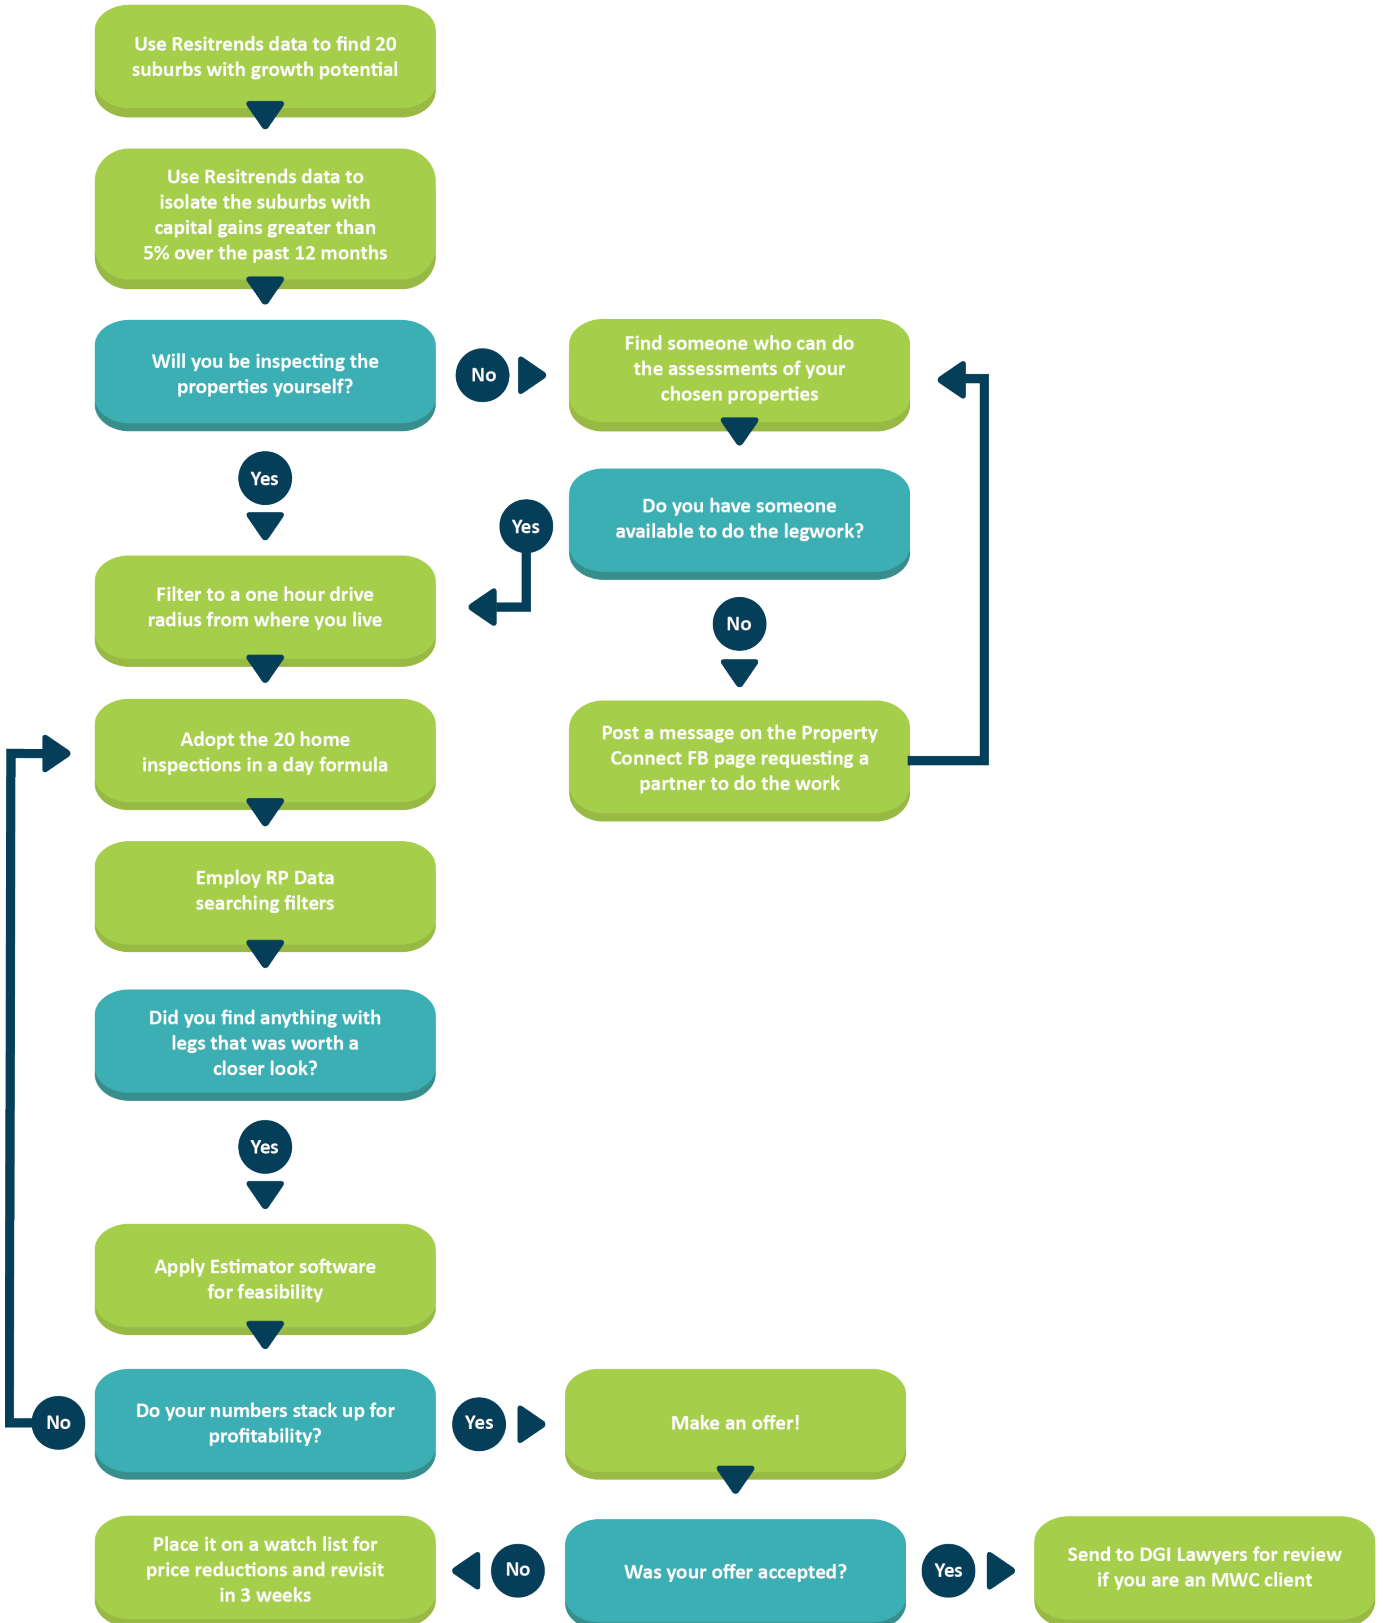 Use Resitrends data to find 20
suburbs with growth potential
Use Resitrends data to
isolate the suburbs with
capital gains greater than
5% over the past 12 months
Will you be inspecting the
properties yourself?
No
Find someone who can do
the assessments of your
chosen properties
Yes
Do you have someone
available to do the legwork?
Yes
No
Filter to a one hour drive
radius from where you live
Post a message on the Property
Connect FB page requesting a
partner to do the work
Adopt the 20 home
inspections in a day formula
Employ RP Data
searching filters
Did you find anything with
legs that was worth a
closer look?
Yes
Apply Estimator software
for feasibility
No
Do your numbers stack up for
profitability?
Yes
Make an offer!
Place it on a watch list for
price reductions and revisit
in 3 weeks
No
Was your offer accepted?
Yes
Send to DGI Lawyers for review
if you are an MWC client